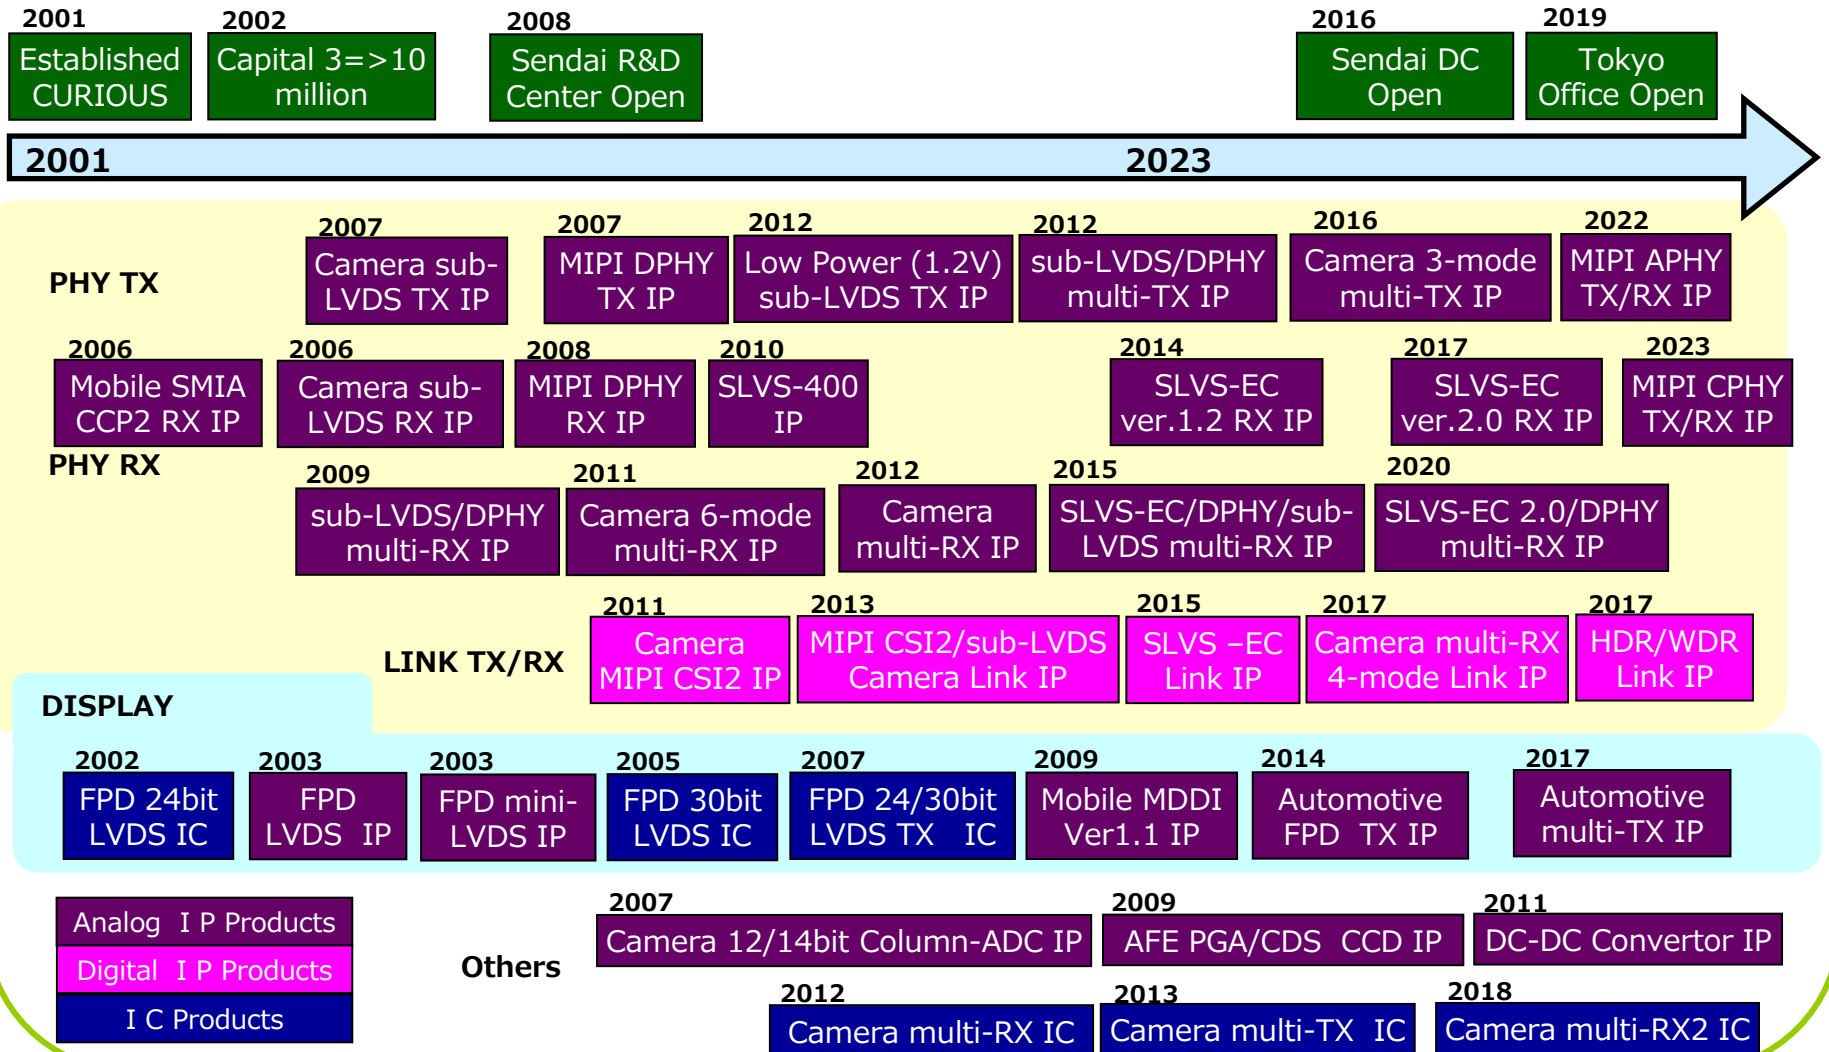 2001
Established
CURIOUS
2002
Capital 3=>10
million
2008
Sendai R&D
Center Open
2016
Sendai DC
Open
2019
Tokyo
Office Open
2001
2023
PHY TX
2007
Camera sub-
LVDS TX IP
2007
MIPI DPHY
TX IP
2012
Low Power (1.2V)
sub-LVDS TX IP
2012
sub-LVDS/DPHY
multi-TX IP
2016
Camera 3-mode
multi-TX IP
2022
MIPI APHY
TX/RX IP
2006
Mobile SMIA
CCP2 RX IP
2006
Camera sub-
LVDS RX IP
2008
MIPI DPHY
RX IP
2010
SLVS-400
IP
2014
SLVS-EC
ver.1.2 RX IP
2017
SLVS-EC
ver.2.0 RX IP
2023
MIPI CPHY
TX/RX IP
PHY RX
2009
sub-LVDS/DPHY
multi-RX IP
2011
Camera 6-mode
multi-RX IP
2012
Camera
multi-RX IP
2015
SLVS-EC/DPHY/sub-
LVDS multi-RX IP
2020
SLVS-EC 2.0/DPHY
multi-RX IP
LINK TX/RX
2011
Camera
MIPI CSI2 IP
2013
MIPI CSI2/sub-LVDS
Camera Link IP
2015
SLVS –EC
Link IP
2017
Camera multi-RX
4-mode Link IP
2017
HDR/WDR
Link IP
DISPLAY
2002
FPD 24bit
LVDS IC
2003
FPD
LVDS IP
2003
FPD mini-
LVDS IP
2005
FPD 30bit
LVDS IC
2007
FPD 24/30bit
LVDS TX IC
2009
Mobile MDDI
Ver1.1 IP
2014
Automotive
FPD TX IP
2017
Automotive
multi-TX IP
Analog I P Products
Digital I P Products
I C Products
Others
2007
Camera 12/14bit Column-ADC IP
2009
AFE PGA/CDS CCD IP
2011
DC-DC Convertor IP
2012
Camera multi-RX IC
2013
Camera multi-TX IC
2018
Camera multi-RX2 IC